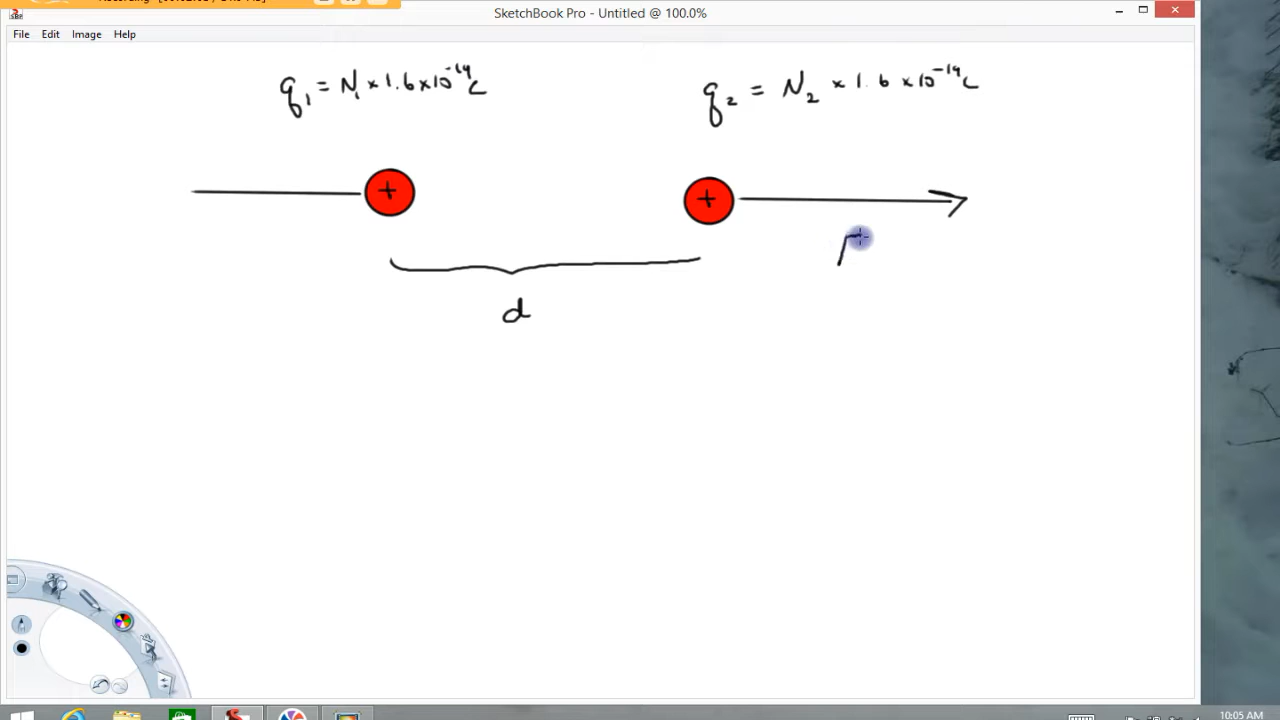 SketchBook Pro - Untitled @ 100.0%
File Edit Image Help
q₁ = N₁ × 1.6 × 10⁻¹⁹ C
q₂ = N₂ × 1.6 × 10⁻¹⁹ C
+ +
d
10:05 AM